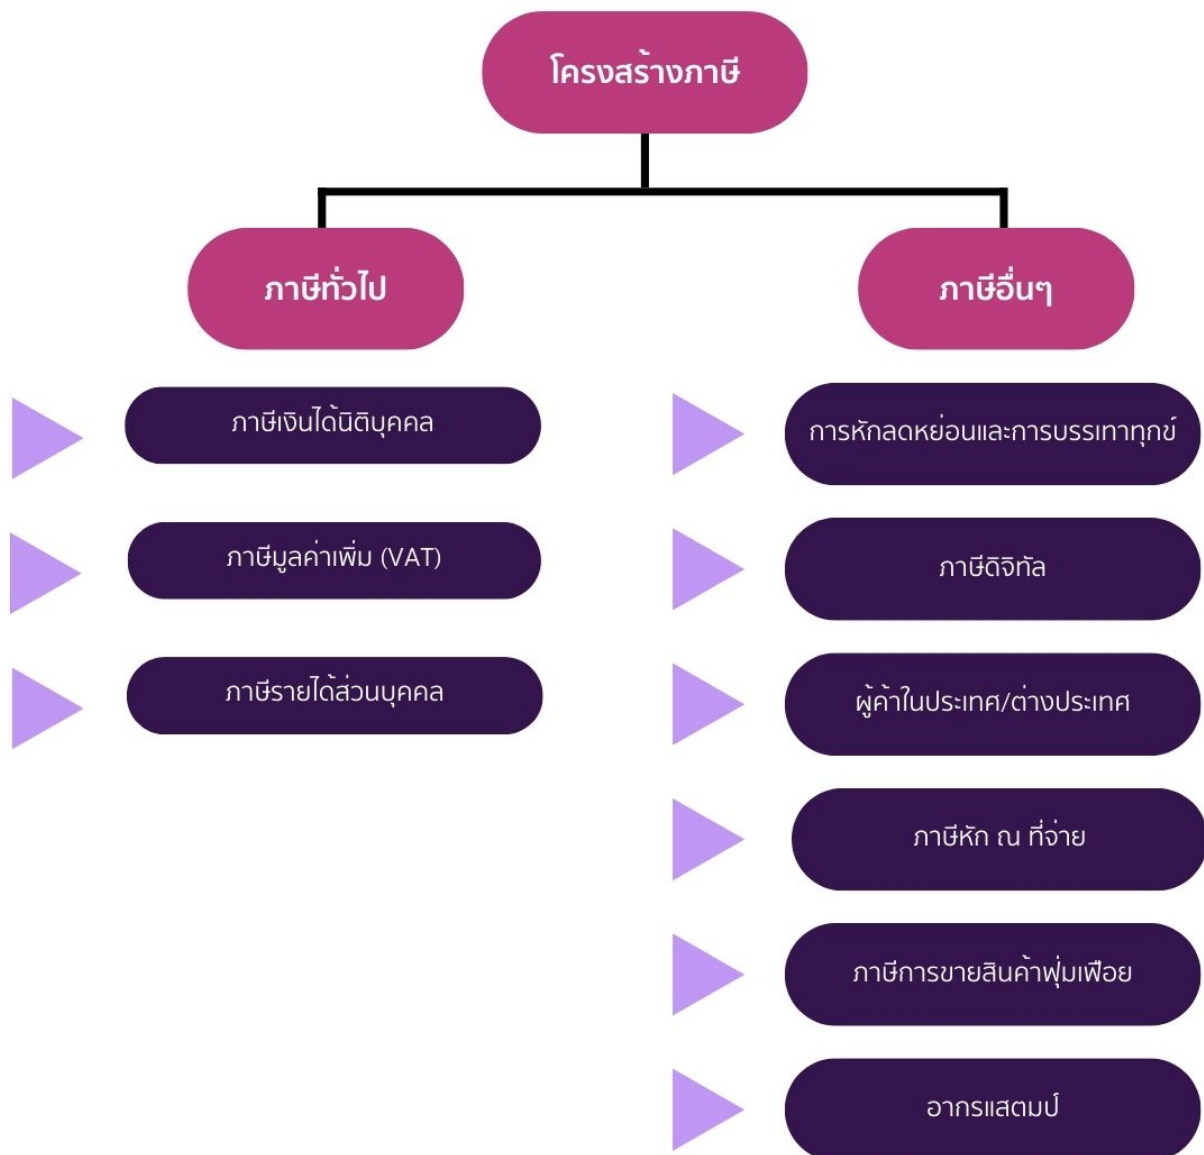 โครงสร้างภาษี
ภาษีทั่วไป
ภาษีเงินได้นิติบุคคล
ภาษีมูลค่าเพิ่ม (VAT)
ภาษีรายได้ส่วนบุคคล
ภาษีอื่นๆ
การหักลดหย่อนและการบรรเทาทุกข์
ภาษีดิจิทัล
ผู้ค้าในประเทศ/ต่างประเทศ
ภาษีหัก ณ ที่จ่าย
ภาษีการขายสินค้าฟุ่มเฟือย
อากรแสตมป์